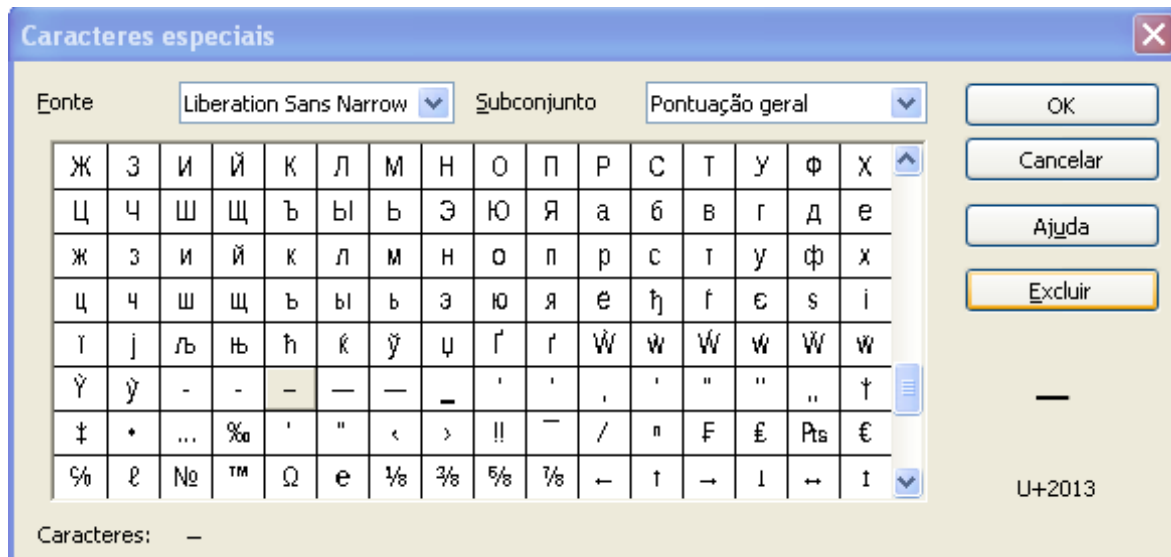 Caracteres especiais
Fonte Liberation Sans Narrow Subconjunto Pontuação geral OK
Cancelar
Ajuda
Excluir
Ж З И Й К Л М Н О П Р С Т У Ф Х
Ц Ч Ш Щ Ъ Ы Ь Э Ю Я а б в г д е
ж з и й к л м н о п р с т у ф х
ц ч ш щ ъ ы ь э ю я ё ђ ѓ є ѕ і
ї ј љ њ ћ ќ ў џ Ґ ґ Ẁ ẁ Ẃ ẃ Ẅ ẅ
Ỳ ỳ ‐ ‑ – — ― ‗ ‘ ’ ‚ ‛ “ ” „ †
‡ • … ‰ ′ ″ ‹ › ‼ ‾ ⁄ ⁿ ₣ ₤ ₧ €
℅ ℓ № ™ Ω ℮ ⅛ ⅜ ⅝ ⅞ ← ↑ → ↓ ↔ ↕
–
U+2013
Caracteres: –